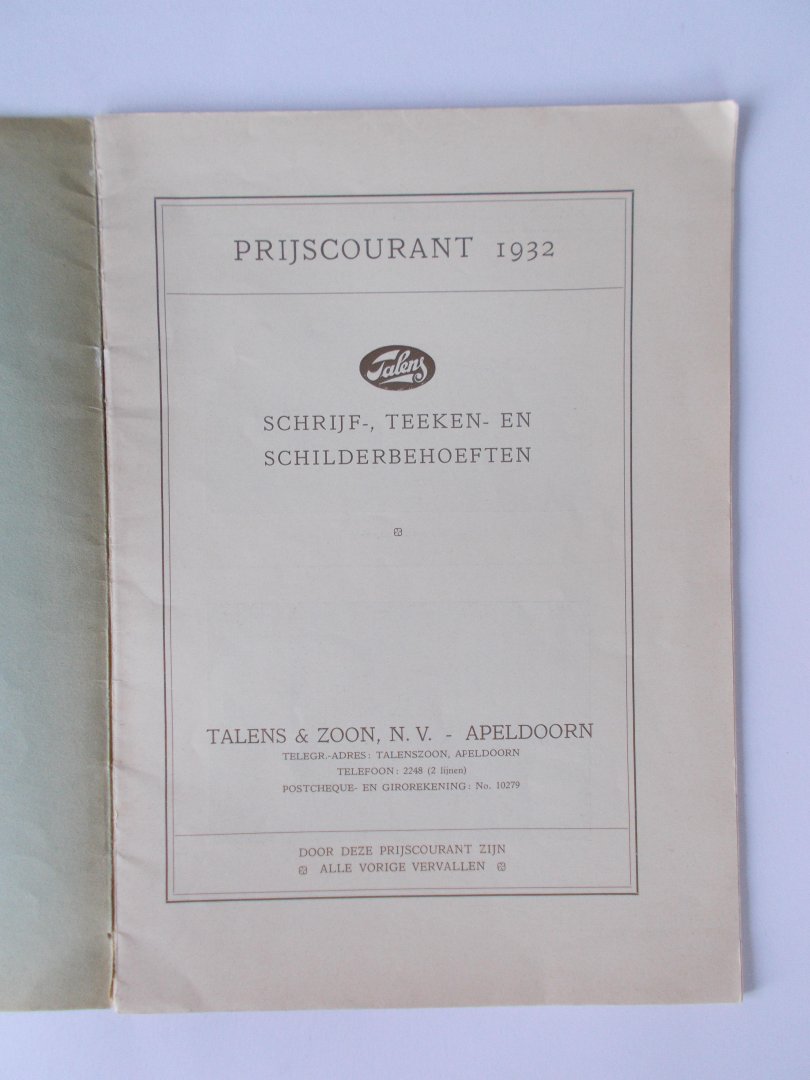 PRIJSCOURANT 1932
Talens
SCHRIJF-, TEEKEN- EN
SCHILDERBEHOEFTEN
TALENS & ZOON, N.V. - APELDOORN
TELEGR.-ADRES: TALENSZOON, APELDOORN
TELEFOON: 2248 (2 lijnen)
POSTCHEQUE- EN GIROREKENING: No. 10279
DOOR DEZE PRIJSCOURANT ZIJN
ALLE VORIGE VERVALLEN